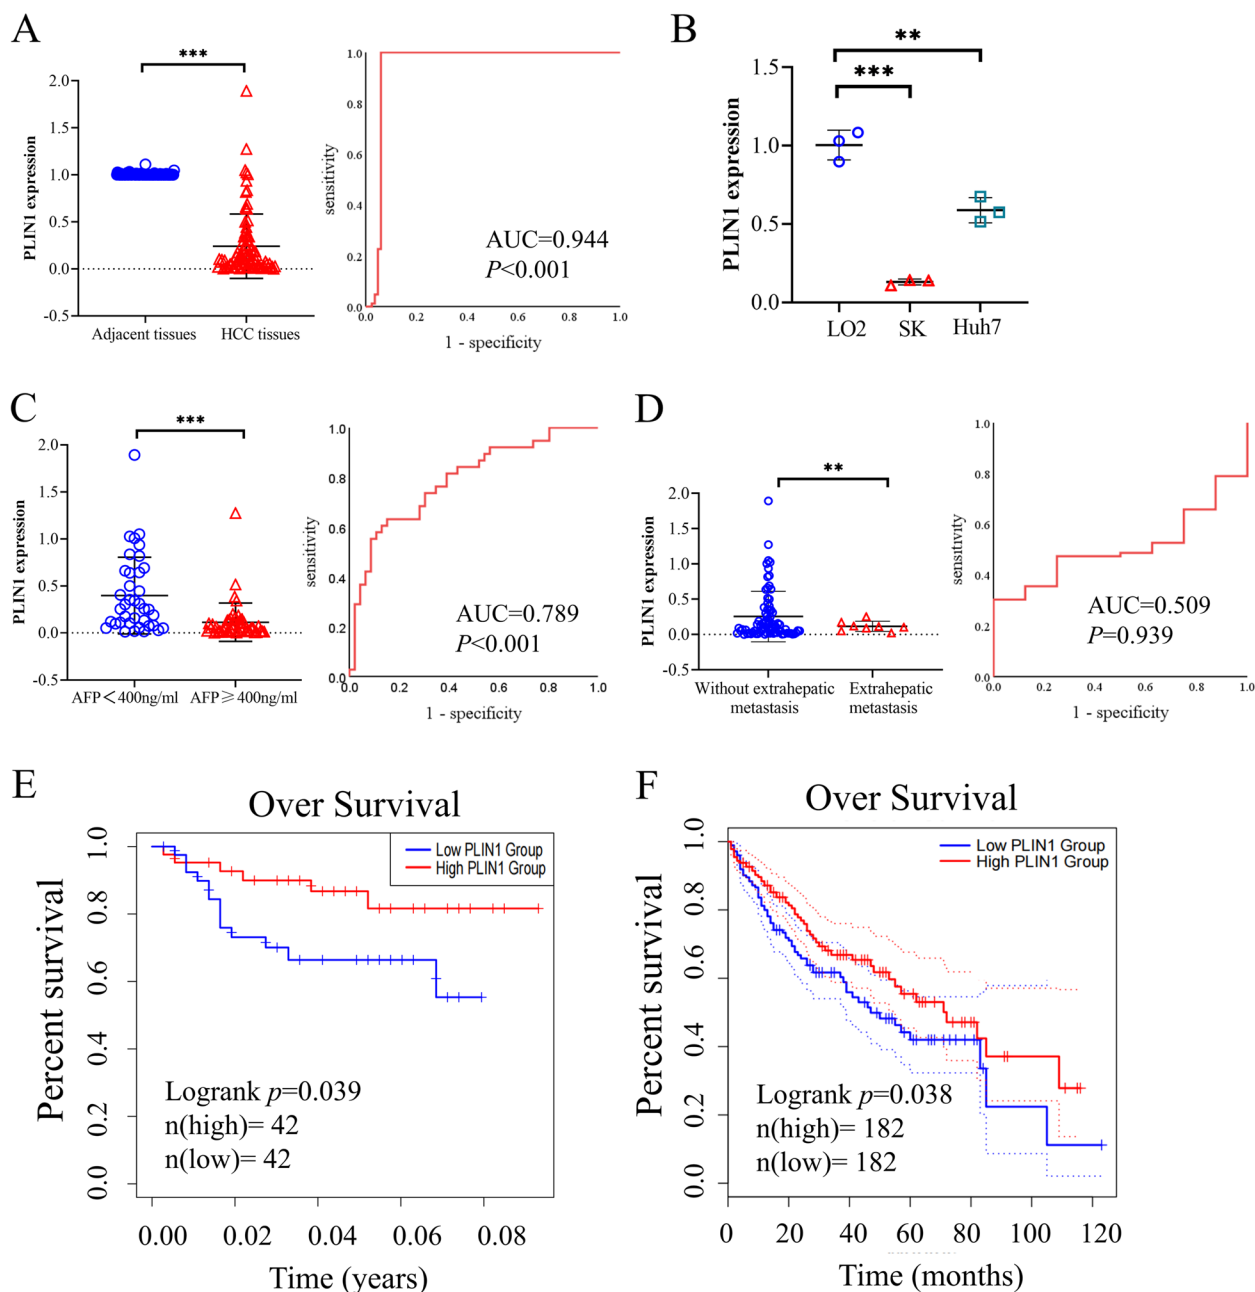 A
***
PLIN1 expression
2.0
1.5
1.0
0.5
0.0
-0.5
Adjacent tissues
HCC tissues
sensitivity
1.0
0.8
0.6
0.4
0.2
0.0
0.0 0.2 0.4 0.6 0.8 1.0
1 - specificity
AUC=0.944
P<0.001
B
**
***
PLIN1 expression
1.5
1.0
0.5
0.0
LO2 SK Huh7
C
***
PLIN1 expression
2.0
1.5
1.0
0.5
0.0
-0.5
AFP<400ng/ml
AFP≥400ng/ml
sensitivity
1.0
0.8
0.6
0.4
0.2
0.0
0.0 0.2 0.4 0.6 0.8 1.0
1 - specificity
AUC=0.789
P<0.001
D
**
PLIN1 expression
2.0
1.5
1.0
0.5
0.0
-0.5
Without extrahepatic
metastasis
Extrahepatic
metastasis
sensitivity
1.0
0.8
0.6
0.4
0.2
0.0
0.0 0.2 0.4 0.6 0.8 1.0
1 - specificity
AUC=0.509
P=0.939
E
Over Survival
Percent survival
1.0
0.8
0.6
0.4
0.2
0.0
Low PLIN1 Group
High PLIN1 Group
Logrank p=0.039
n(high)= 42
n(low)= 42
0.00 0.02 0.04 0.06 0.08
Time (years)
F
Over Survival
Percent survival
1.0
0.8
0.6
0.4
0.2
0.0
Low PLIN1 Group
High PLIN1 Group
Logrank p=0.038
n(high)= 182
n(low)= 182
0 20 40 60 80 100 120
Time (months)